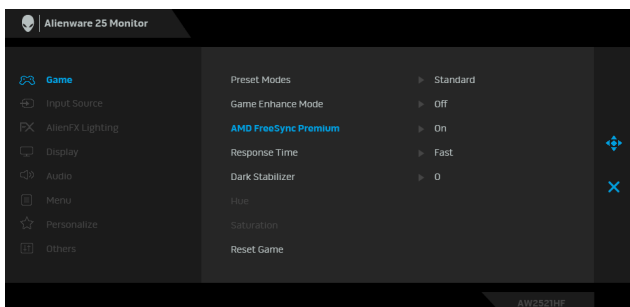 Alienware 25 Monitor
Game
Input Source
AlienFX Lighting
Display
Audio
Menu
Personalize
Others
Preset Modes Standard
Game Enhance Mode Off
AMD FreeSync Premium On
Response Time Fast
Dark Stabilizer 0
Hue
Saturation
Reset Game
AW2521HF